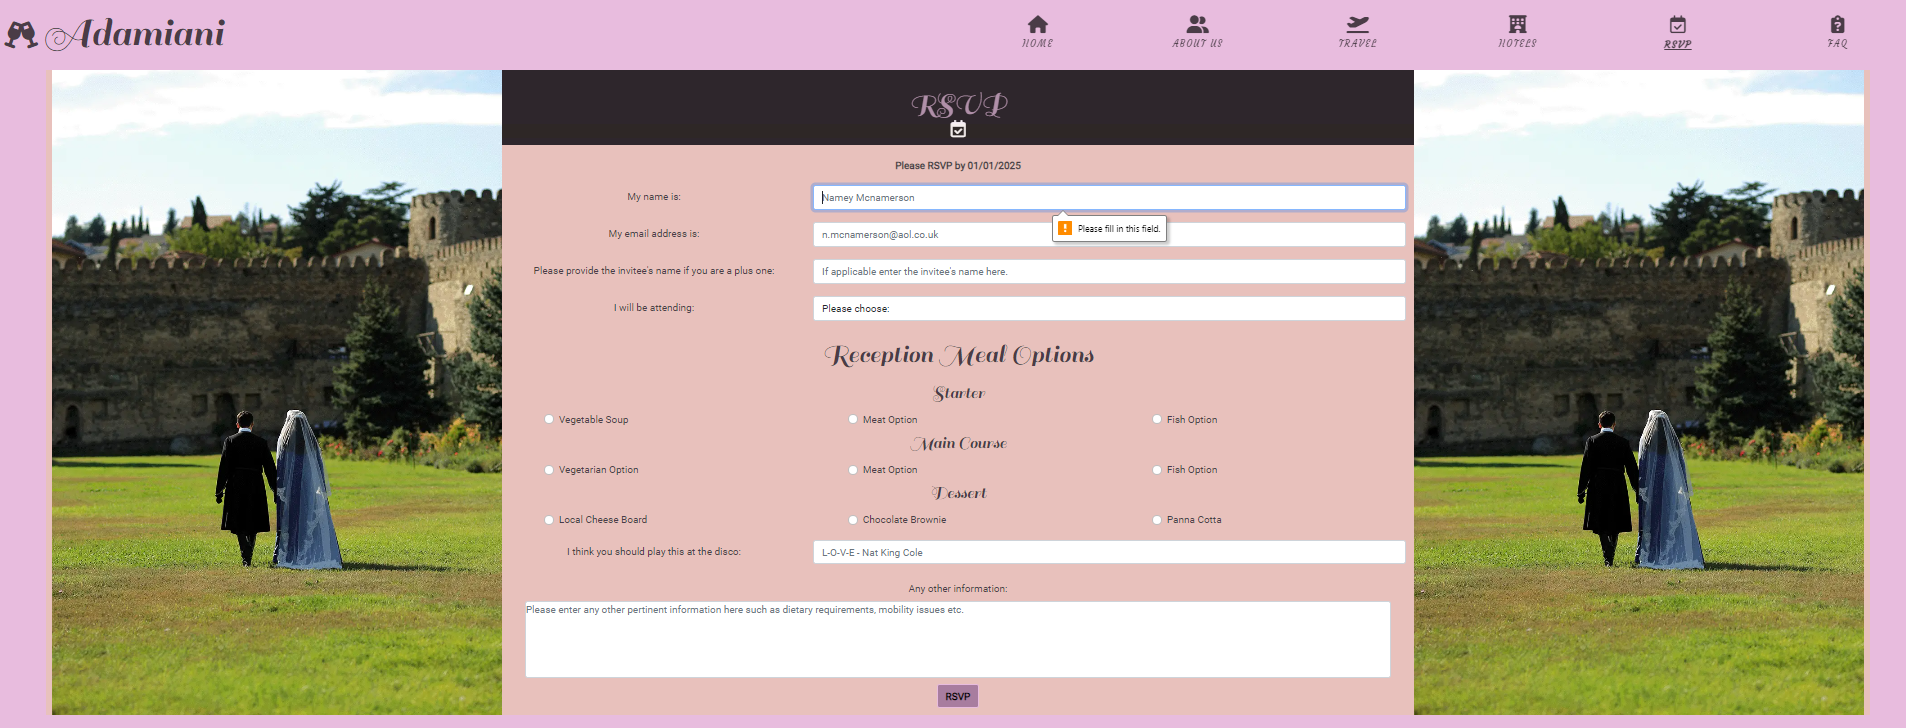 Adamiani
HOME
ABOUT US
TRAVEL
HOTELS
RSVP
FAQ
RSVP
Please RSVP by 01/01/2025
My name is:
Namey Mcnamerson
Please fill in this field.
My email address is:
n.mcnamerson@aol.co.uk
Please provide the invitee's name if you are a plus one:
If applicable enter the invitee's name here.
I will be attending:
Please choose:
Reception Meal Options
Starter
Vegetable Soup
Meat Option
Fish Option
Main Course
Vegetarian Option
Meat Option
Fish Option
Dessert
Local Cheese Board
Chocolate Brownie
Panna Cotta
I think you should play this at the disco:
L-O-V-E - Nat King Cole
Any other information:
Please enter any other pertinent information here such as dietary requirements, mobility issues etc.
RSVP